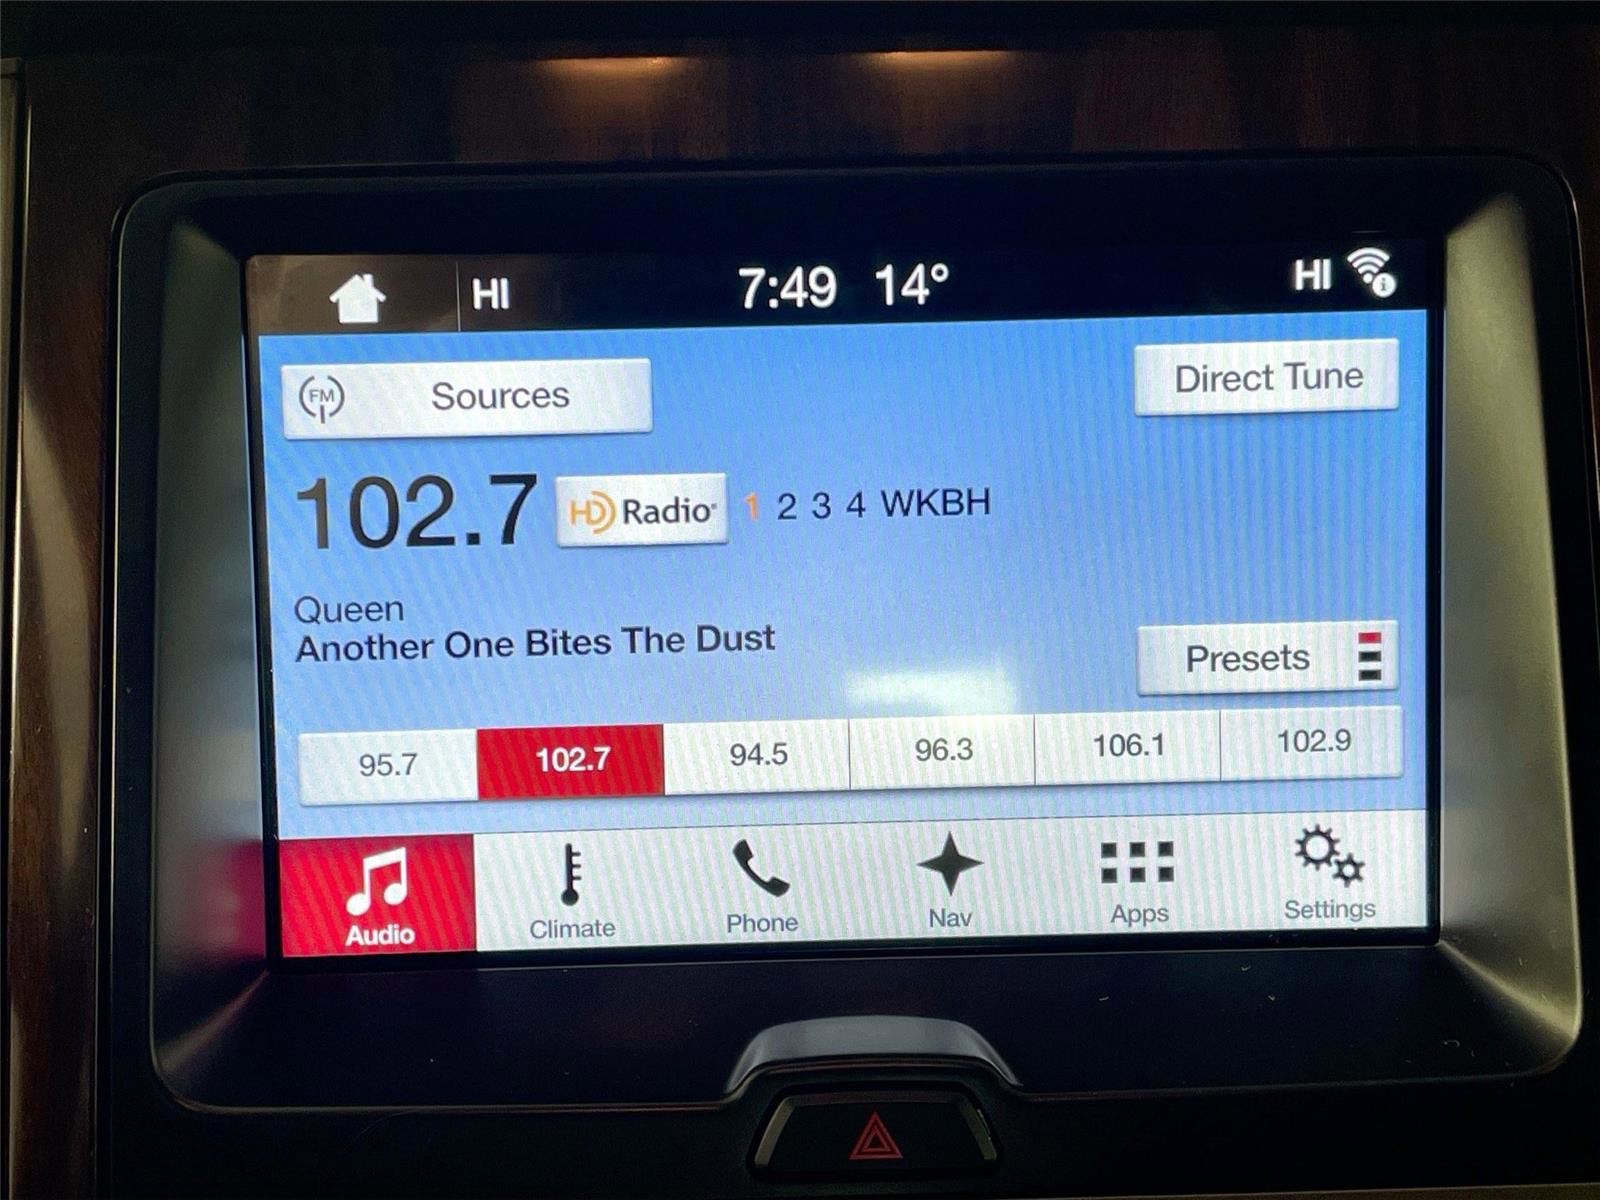 HI 7:49 14° HI
FM Sources Direct Tune
102.7 HD Radio® 1 2 3 4 WKBH
Queen
Another One Bites The Dust
Presets
95.7 102.7 94.5 96.3 106.1 102.9
Audio Climate Phone Nav Apps Settings